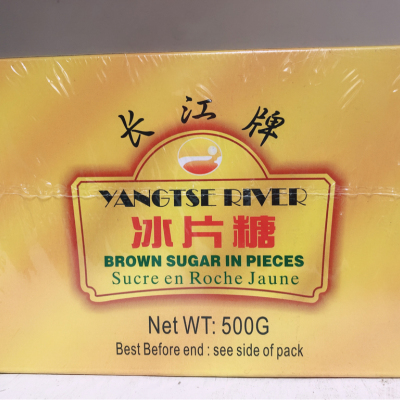 长江牌
YANGTSE RIVER
冰片糖
BROWN SUGAR IN PIECES
Sucre en Roche Jaune
Net WT: 500G
Best Before end : see side of pack